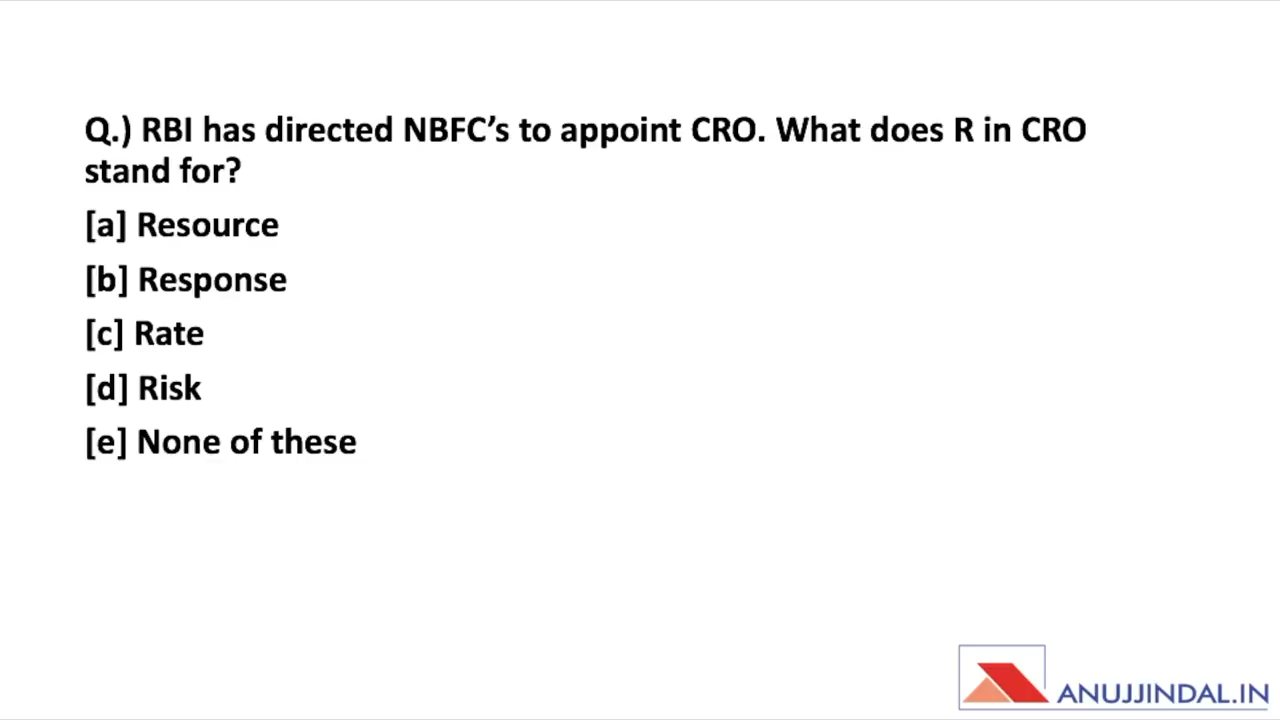 Q.) RBI has directed NBFC’s to appoint CRO. What does R in CRO
stand for?
[a] Resource
[b] Response
[c] Rate
[d] Risk
[e] None of these
ANUJJINDAL.IN